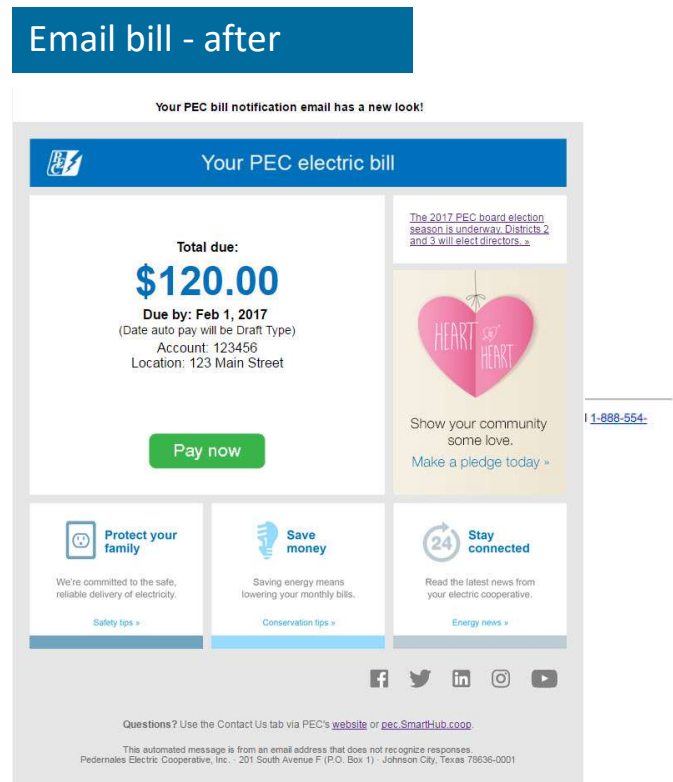 Email bill - after
Your PEC bill notification email has a new look!
PEC
Your PEC electric bill
Total due:
$120.00
Due by: Feb 1, 2017
(Date auto pay will be Draft Type)
Account: 123456
Location: 123 Main Street
Pay now
The 2017 PEC board election
season is underway. Districts 2
and 3 will elect directors. »
HEART
to
HEART
Show your community
some love.
Make a pledge today »
l 1-888-554-
Protect your
family
We're committed to the safe,
reliable delivery of electricity.
Safety tips »
Save
money
Saving energy means
lowering your monthly bills.
Conservation tips »
24
Stay
connected
Read the latest news from
your electric cooperative.
Energy news »
Questions? Use the Contact Us tab via PEC's website or pec.SmartHub.coop.
This automated message is from an email address that does not recognize responses.
Pedernales Electric Cooperative, Inc. · 201 South Avenue F (P.O. Box 1) · Johnson City, Texas 78636-0001